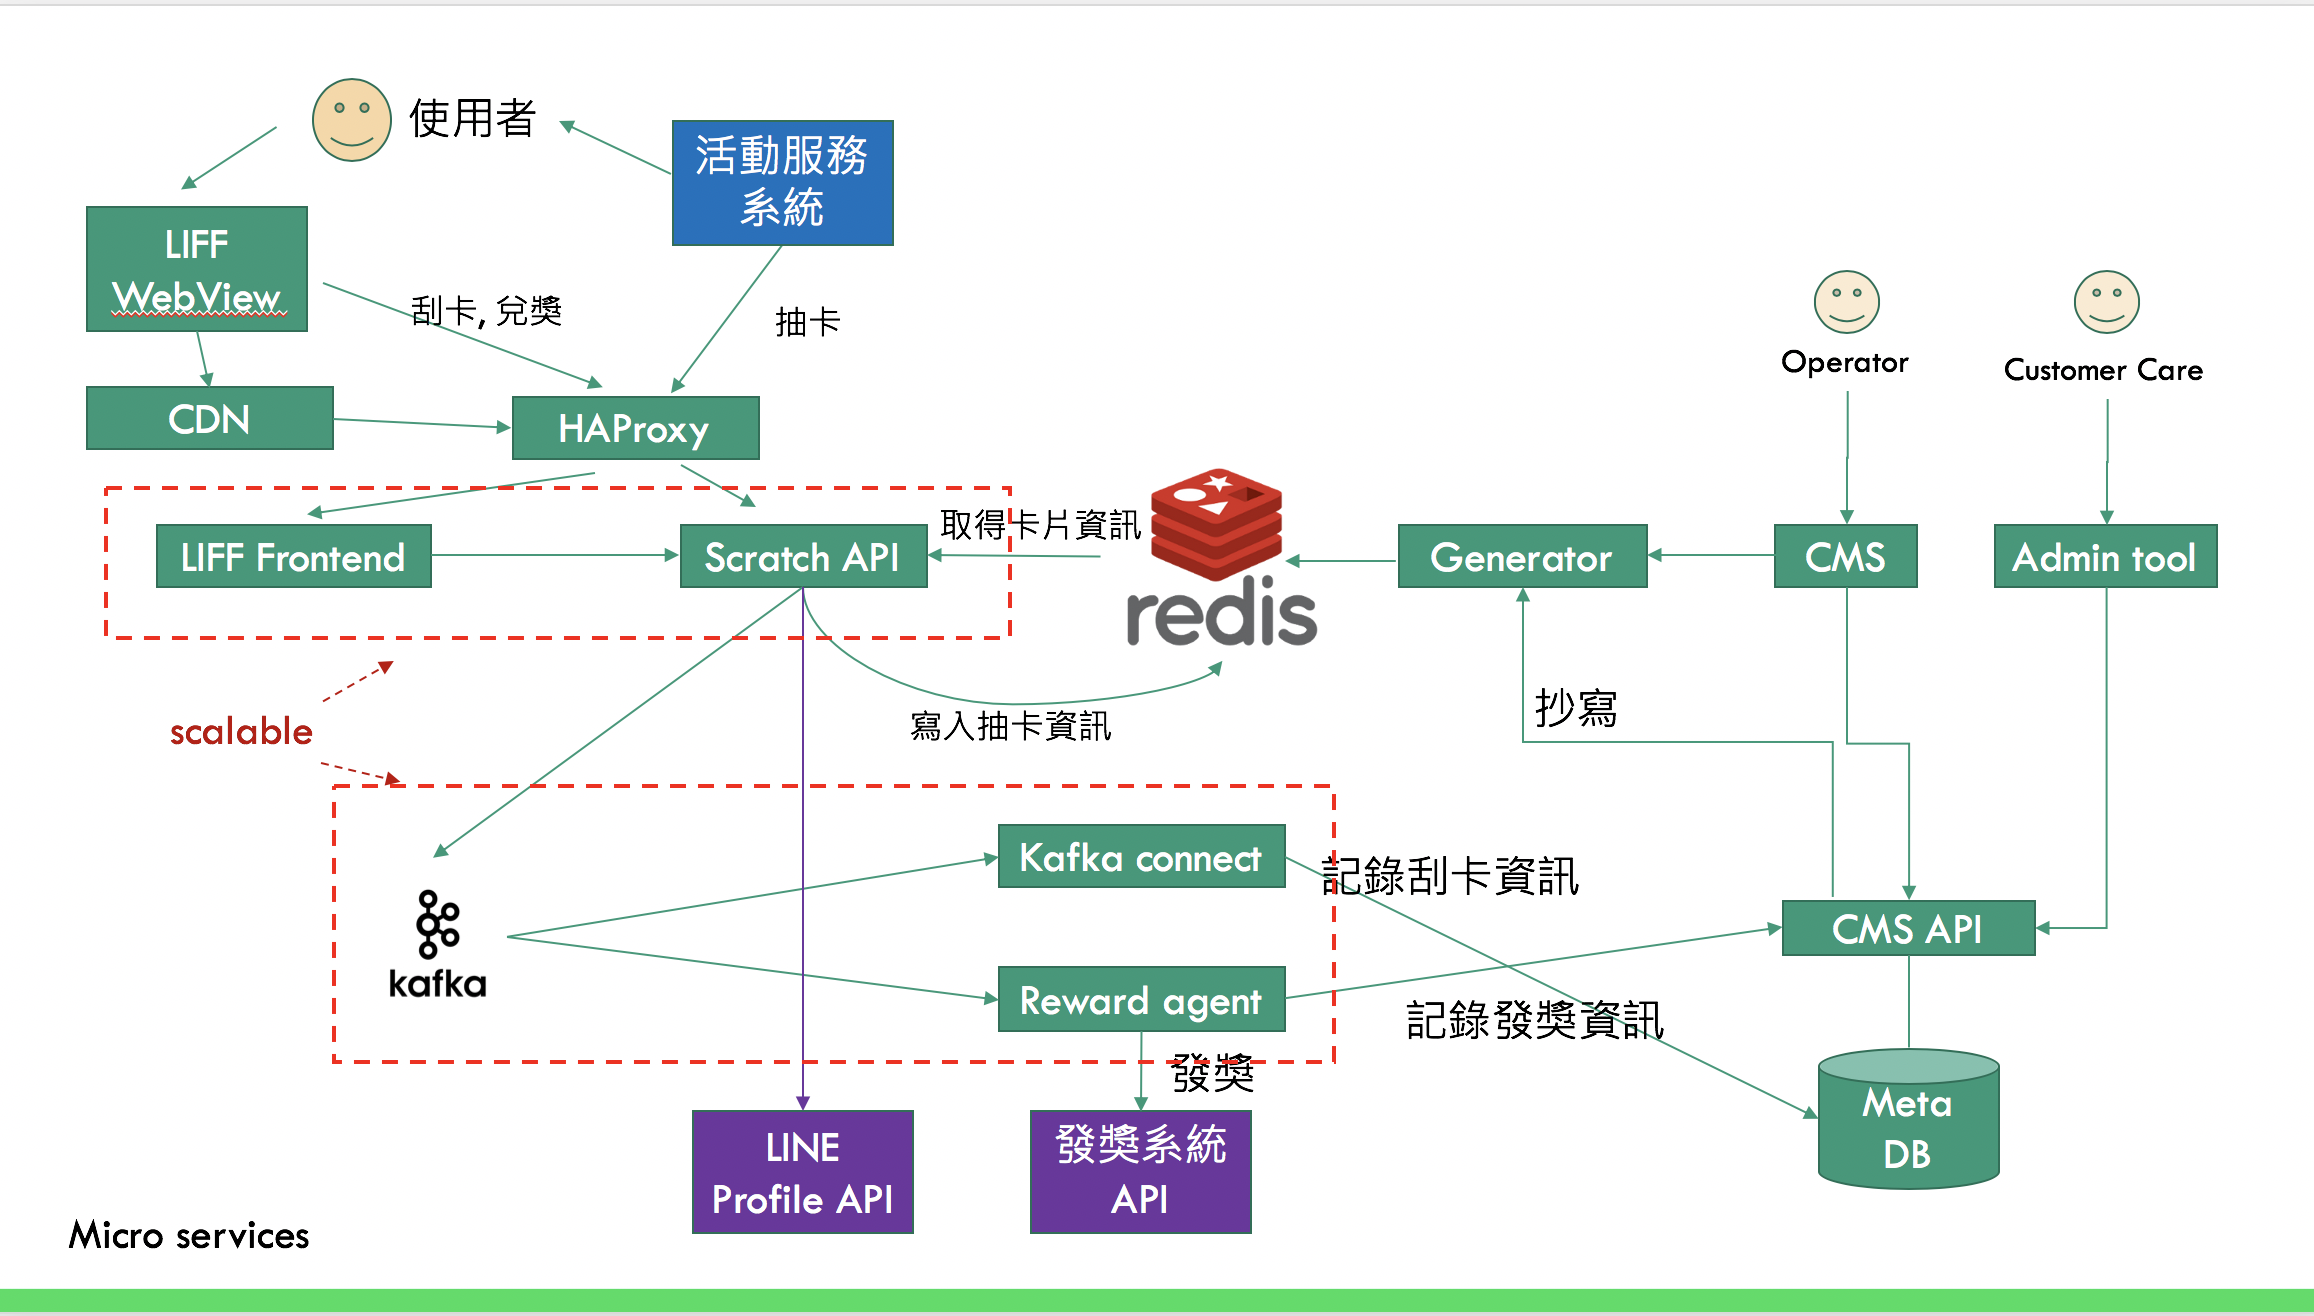 使用者
活動服務
系統
LIFF
WebView
刮卡, 兌獎
抽卡
Operator
Customer Care
CDN
HAProxy
取得卡片資訊
LIFF Frontend
Scratch API
redis
Generator
CMS
Admin tool
scalable
寫入抽卡資訊
抄寫
Kafka connect
記錄刮卡資訊
CMS API
kafka
Reward agent
記錄發獎資訊
發獎
LINE
Profile API
發獎系統
API
Meta
DB
Micro services